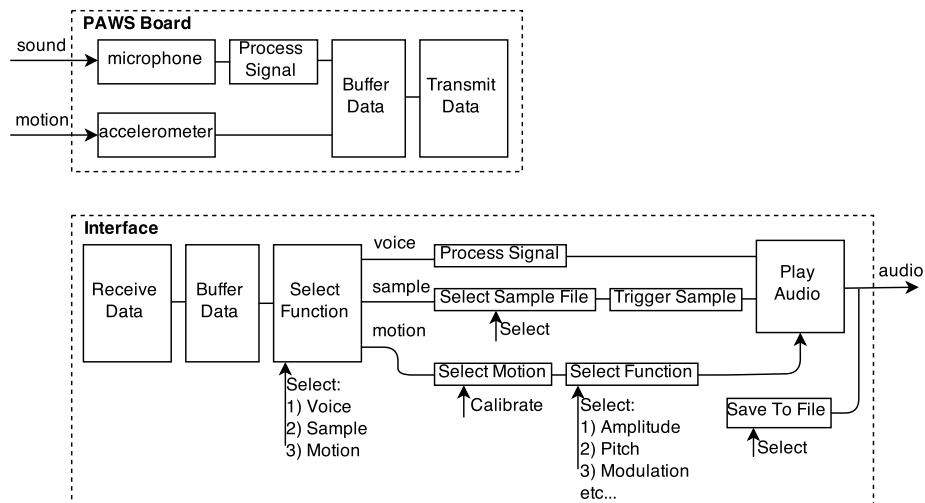 PAWS Board
sound
microphone
Process
Signal
Buffer
Data
Transmit
Data
motion
accelerometer
Interface
Receive
Data
Buffer
Data
Select
Function
voice
Process Signal
sample
Select Sample File
Trigger Sample
Select
motion
Select Motion
Calibrate
Select Function
Play
Audio
audio
Select:
1) Voice
2) Sample
3) Motion
Select:
1) Amplitude
2) Pitch
3) Modulation
etc...
Save To File
Select